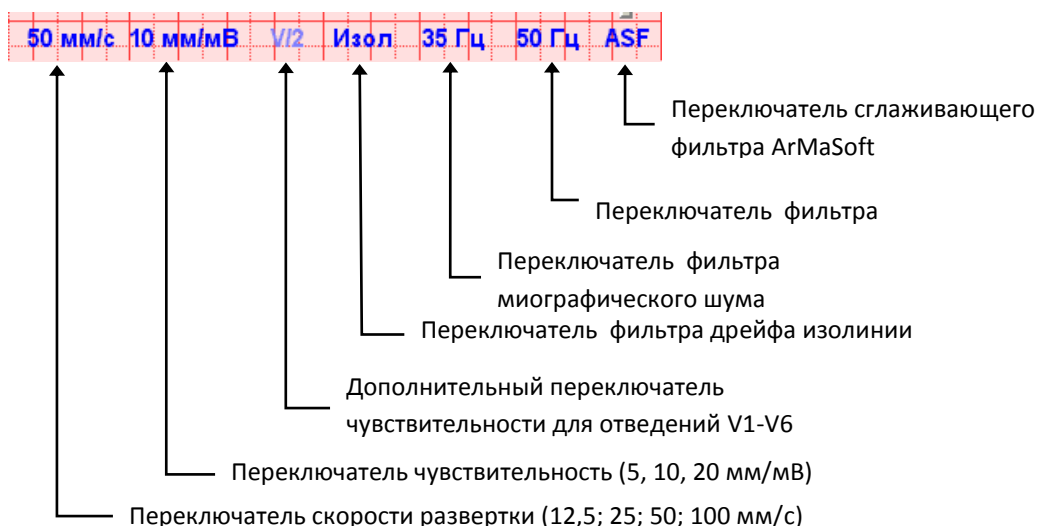 50 мм/с 10 мм/мВ V/2 Изол 35 Гц 50 Гц ASF
Переключатель сглаживающего
фильтра ArMaSoft
Переключатель фильтра
Переключатель фильтра
миографического шума
Переключатель фильтра дрейфа изолинии
Дополнительный переключатель
чувствительности для отведений V1-V6
Переключатель чувствительность (5, 10, 20 мм/мВ)
Переключатель скорости развертки (12,5; 25; 50; 100 мм/с)